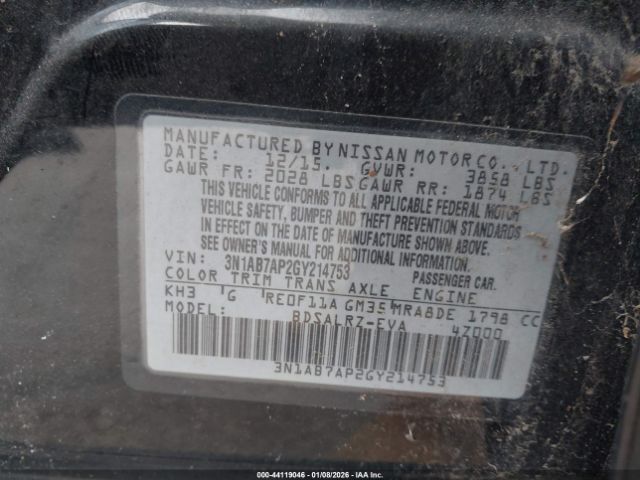 MANUFACTURED BY NISSAN MOTOR CO., LTD.
DATE: 12/15. GVWR: 3858 LBS
GAWR FR: 2028 LBS GAWR RR: 1874 LBS
THIS VEHICLE CONFORMS TO ALL APPLICABLE FEDERAL MOTOR
VEHICLE SAFETY, BUMPER AND THEFT PREVENTION STANDARDS
IN EFFECT ON THE DATE OF MANUFACTURE SHOWN ABOVE.
SEE OWNER'S MANUAL FOR ADDITIONAL INFORMATION.
VIN: 3N1AB7AP2GY214753 PASSENGER CAR.
COLOR TRIM TRANS AXLE ENGINE
KH3 G RE0F11A GM35 MRA8DE 1798 CC
MODEL: BDSALRZ-EVA 4Z000
3N1AB7AP2GY214753
000-44119046 - 01/08/2026 - IAA Inc.